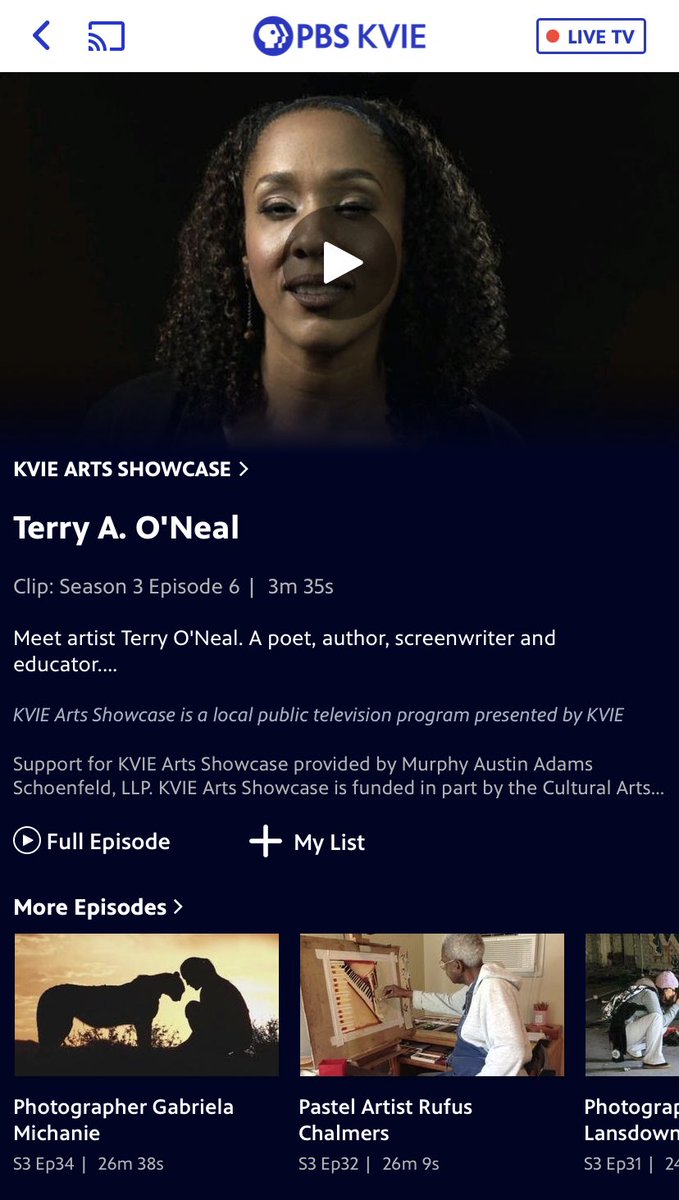 PBS KVIE
LIVE TV
KVIE ARTS SHOWCASE
Terry A. O'Neal
Clip: Season 3 Episode 6 | 3m 35s
Meet artist Terry O'Neal. A poet, author, screenwriter and
educator....
KVIE Arts Showcase is a local public television program presented by KVIE
Support for KVIE Arts Showcase provided by Murphy Austin Adams
Schoenfeld, LLP. KVIE Arts Showcase is funded in part by the Cultural Arts...
Full Episode
My List
More Episodes
Photographer Gabriela
Michanie
S3 Ep34 | 26m 38s
Pastel Artist Rufus
Chalmers
S3 Ep32 | 26m 9s
Photograp
Lansdown
S3 Ep31 | 24